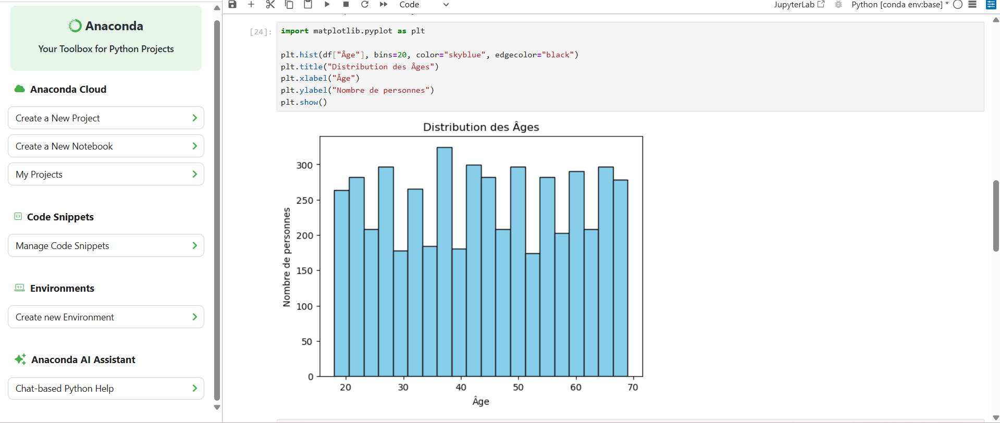 Anaconda
Your Toolbox for Python Projects
Anaconda Cloud
Create a New Project
Create a New Notebook
My Projects
Code Snippets
Manage Code Snippets
Environments
Create new Environment
Anaconda AI Assistant
Chat-based Python Help
Code
JupyterLab
Python [conda env:base] *
[24]:
import matplotlib.pyplot as plt
plt.hist(df["Âge"], bins=20, color="skyblue", edgecolor="black")
plt.title("Distribution des Âges")
plt.xlabel("Âge")
plt.ylabel("Nombre de personnes")
plt.show()
Distribution des Âges
Nombre de personnes
300
250
200
150
100
50
0
20 30 40 50 60 70
Âge